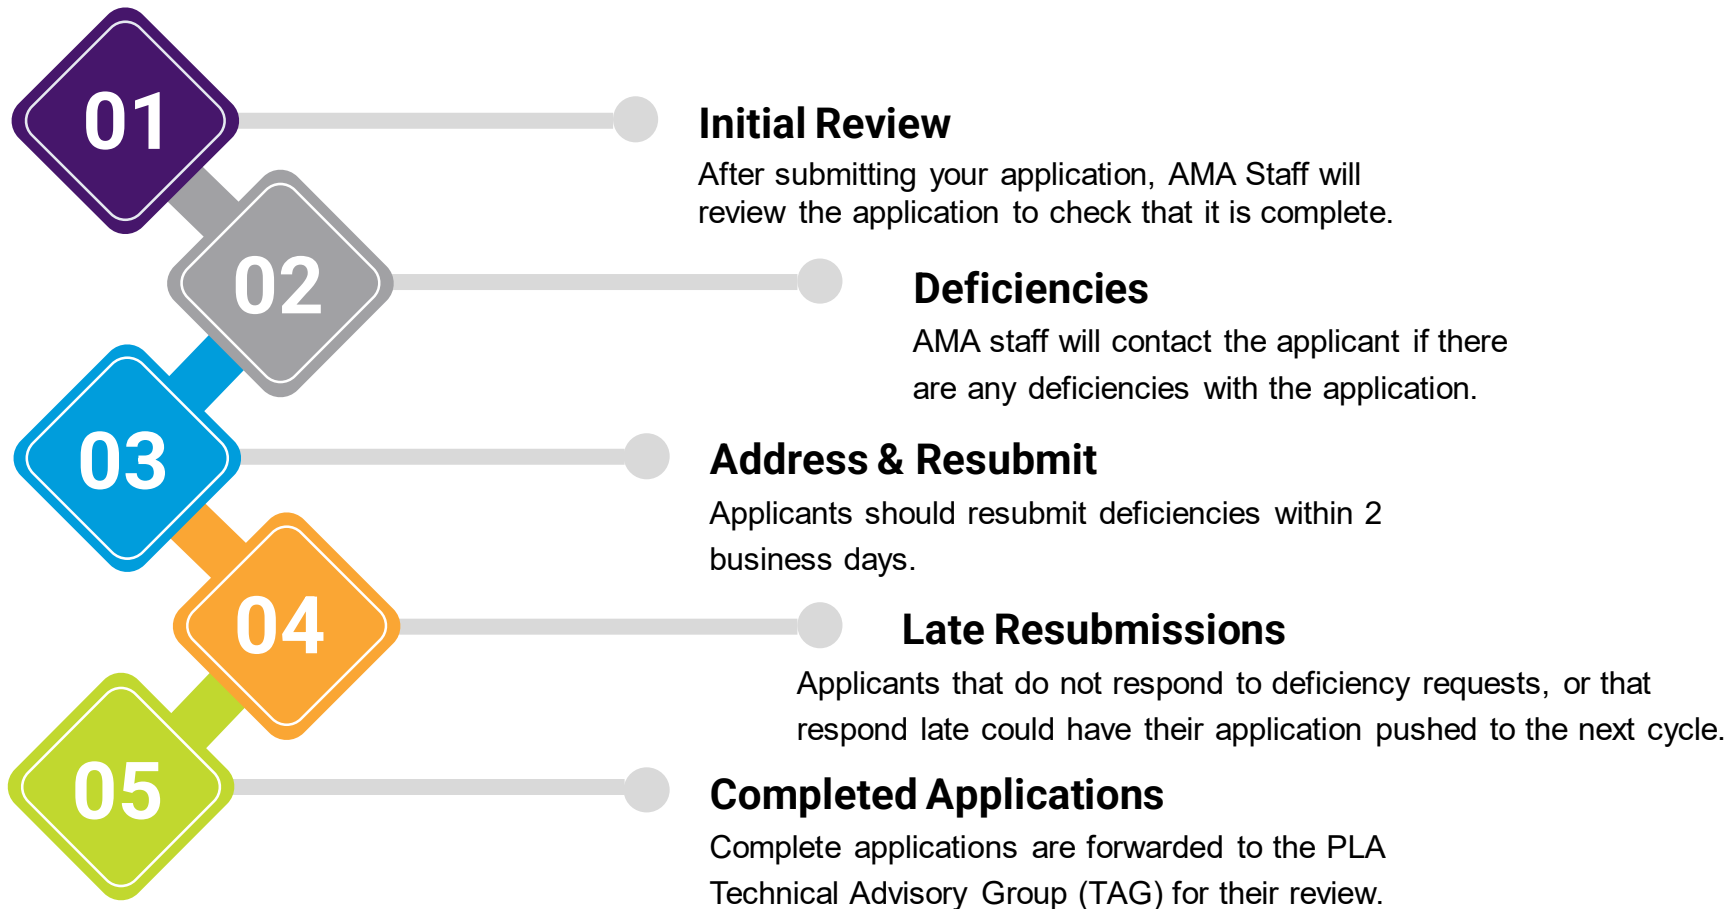 01
Initial Review
After submitting your application, AMA Staff will
review the application to check that it is complete.
02
Deficiencies
AMA staff will contact the applicant if there
are any deficiencies with the application.
03
Address & Resubmit
Applicants should resubmit deficiencies within 2
business days.
04
Late Resubmissions
Applicants that do not respond to deficiency requests, or that
respond late could have their application pushed to the next cycle.
05
Completed Applications
Complete applications are forwarded to the PLA
Technical Advisory Group (TAG) for their review.